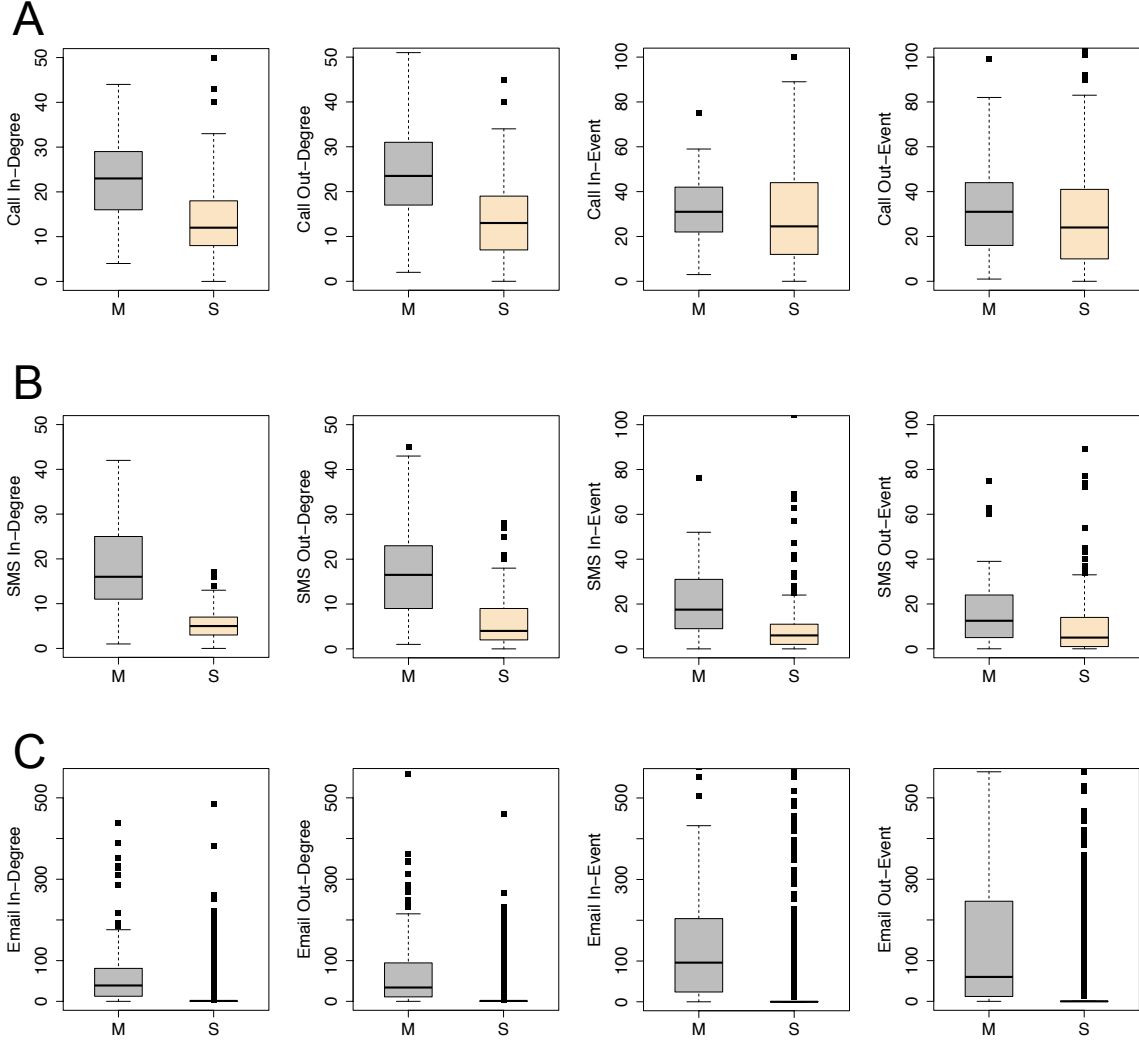 A
Call In−Degree
0 10 20 30 40 50
M S
Call Out−Degree
0 10 20 30 40 50
M S
Call In−Event
0 20 40 60 80 100
M S
Call Out−Event
0 20 40 60 80 100
M S
B
SMS In−Degree
0 10 20 30 40 50
M S
SMS Out−Degree
0 10 20 30 40 50
M S
SMS In−Event
0 20 40 60 80 100
M S
SMS Out−Event
0 20 40 60 80 100
M S
C
Email In−Degree
0 100 300 500
M S
Email Out−Degree
0 100 300 500
M S
Email In−Event
0 100 300 500
M S
Email Out−Event
0 100 300 500
M S